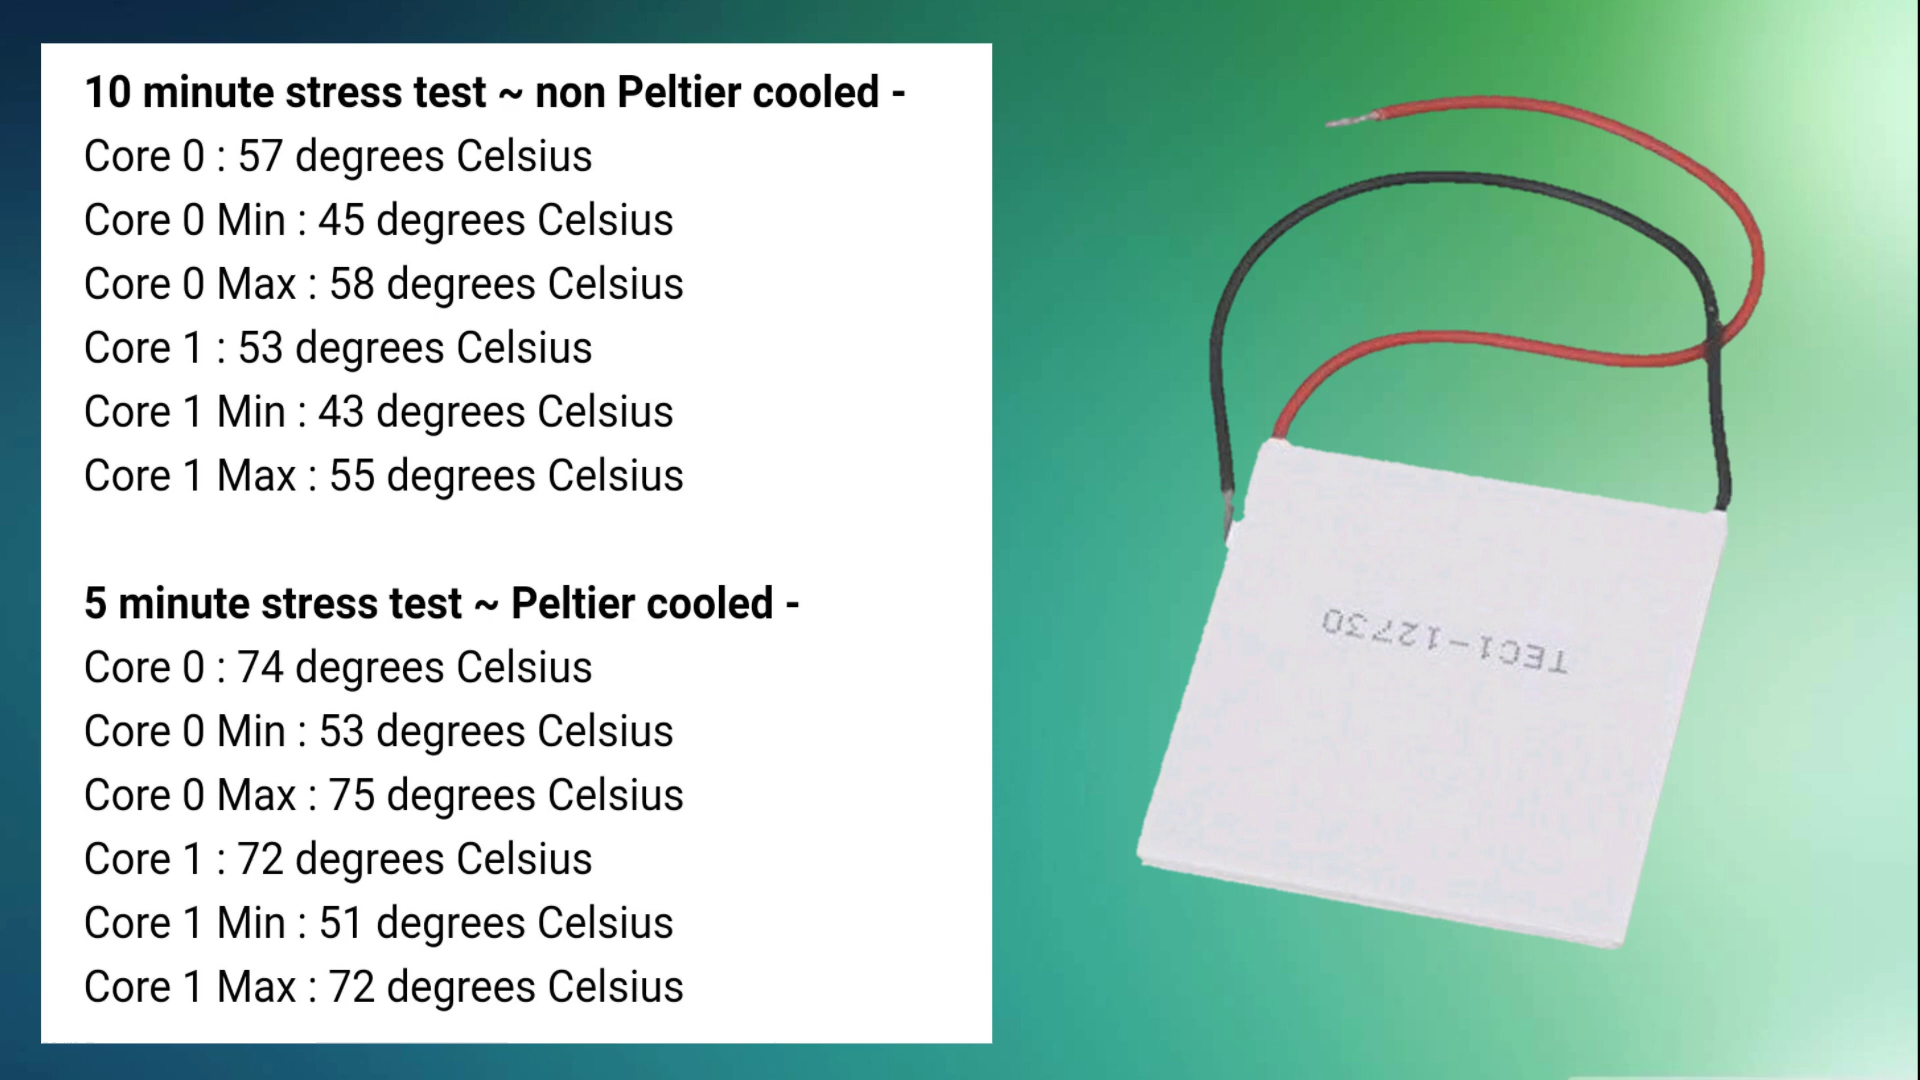 10 minute stress test ~ non Peltier cooled -
Core 0 : 57 degrees Celsius
Core 0 Min : 45 degrees Celsius
Core 0 Max : 58 degrees Celsius
Core 1 : 53 degrees Celsius
Core 1 Min : 43 degrees Celsius
Core 1 Max : 55 degrees Celsius
5 minute stress test ~ Peltier cooled -
Core 0 : 74 degrees Celsius
Core 0 Min : 53 degrees Celsius
Core 0 Max : 75 degrees Celsius
Core 1 : 72 degrees Celsius
Core 1 Min : 51 degrees Celsius
Core 1 Max : 72 degrees Celsius
TEC1-12730